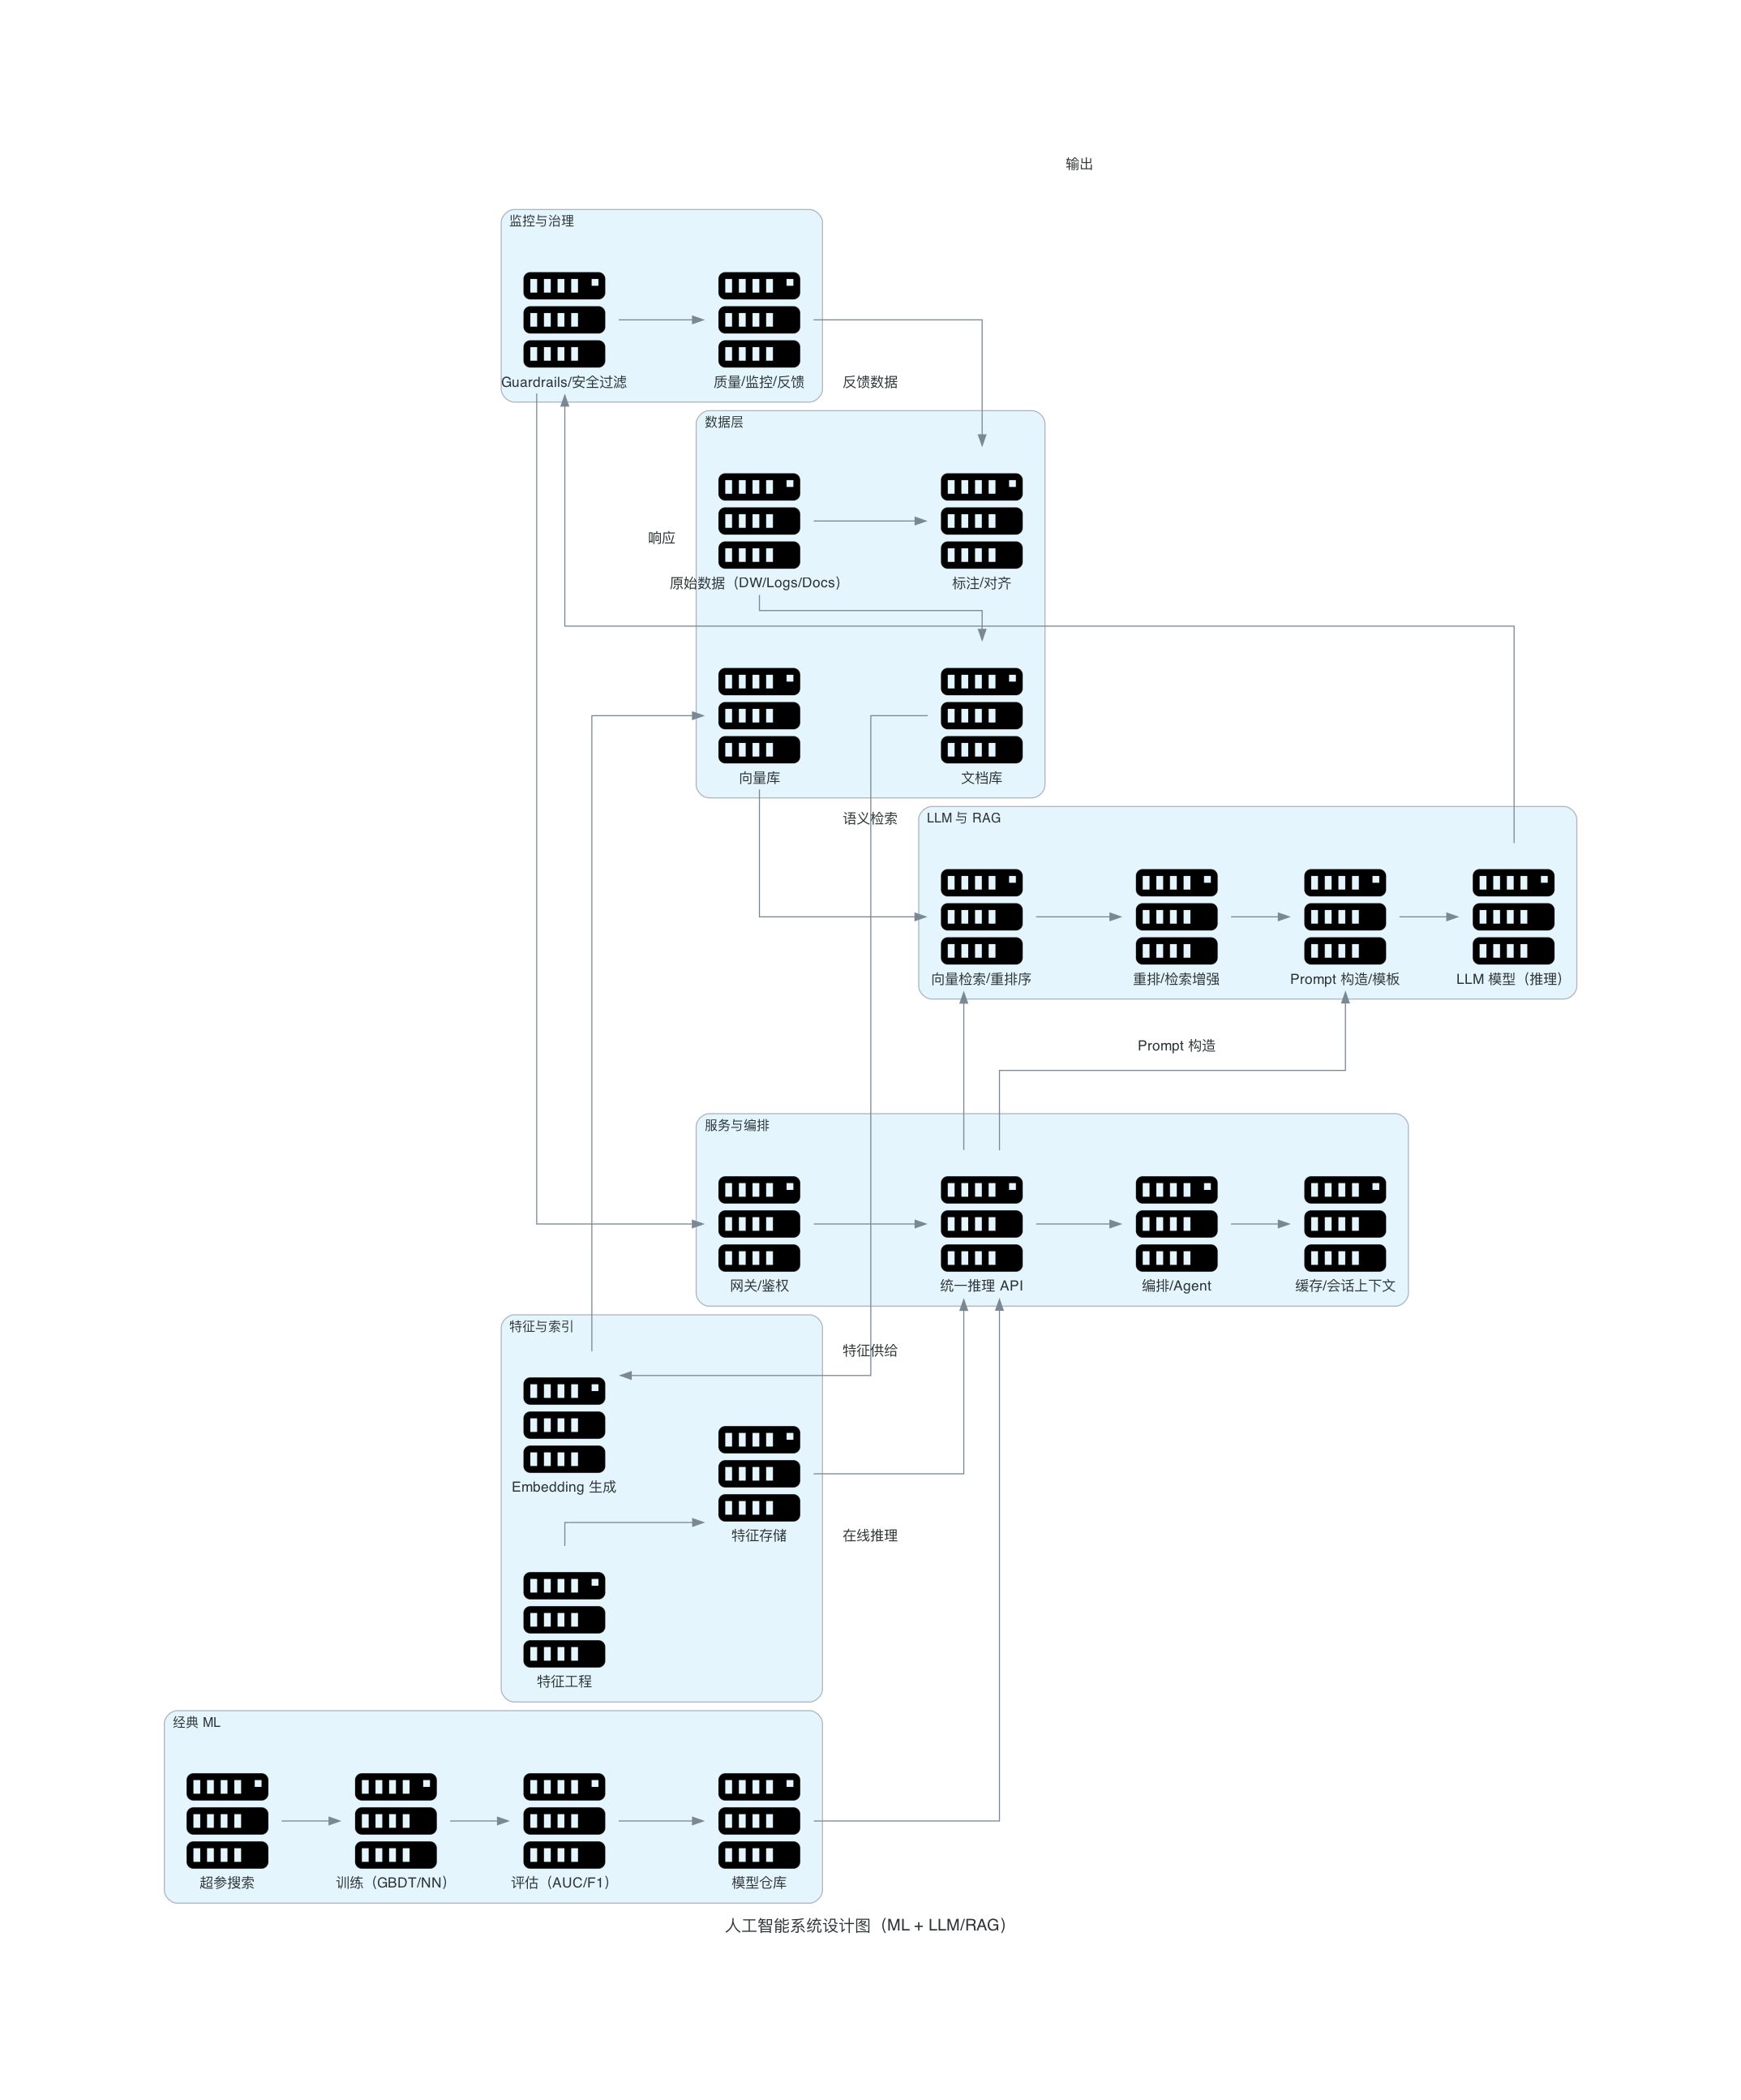 输出
监控与治理
Guardrails/安全过滤
质量/监控/反馈
反馈数据
数据层
响应
原始数据（DW/Logs/Docs）
标注/对齐
向量库
文档库
语义检索
LLM 与 RAG
向量检索/重排序
重排/检索增强
Prompt 构造/模板
LLM 模型（推理）
Prompt 构造
服务与编排
网关/鉴权
统一推理 API
编排/Agent
缓存/会话上下文
特征与索引
特征供给
Embedding 生成
特征存储
在线推理
特征工程
经典 ML
超参搜索
训练（GBDT/NN）
评估（AUC/F1）
模型仓库
人工智能系统设计图（ML + LLM/RAG）